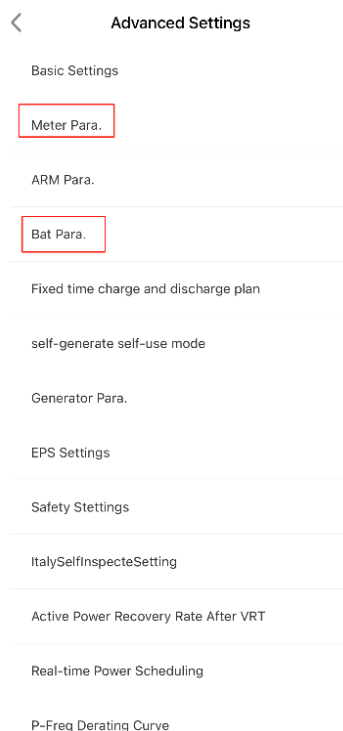 Advanced Settings
Basic Settings
Meter Para.
ARM Para.
Bat Para.
Fixed time charge and discharge plan
self-generate self-use mode
Generator Para.
EPS Settings
Safety Stettings
ItalySelfInspecteSetting
Active Power Recovery Rate After VRT
Real-time Power Scheduling
P-Freq Derating Curve